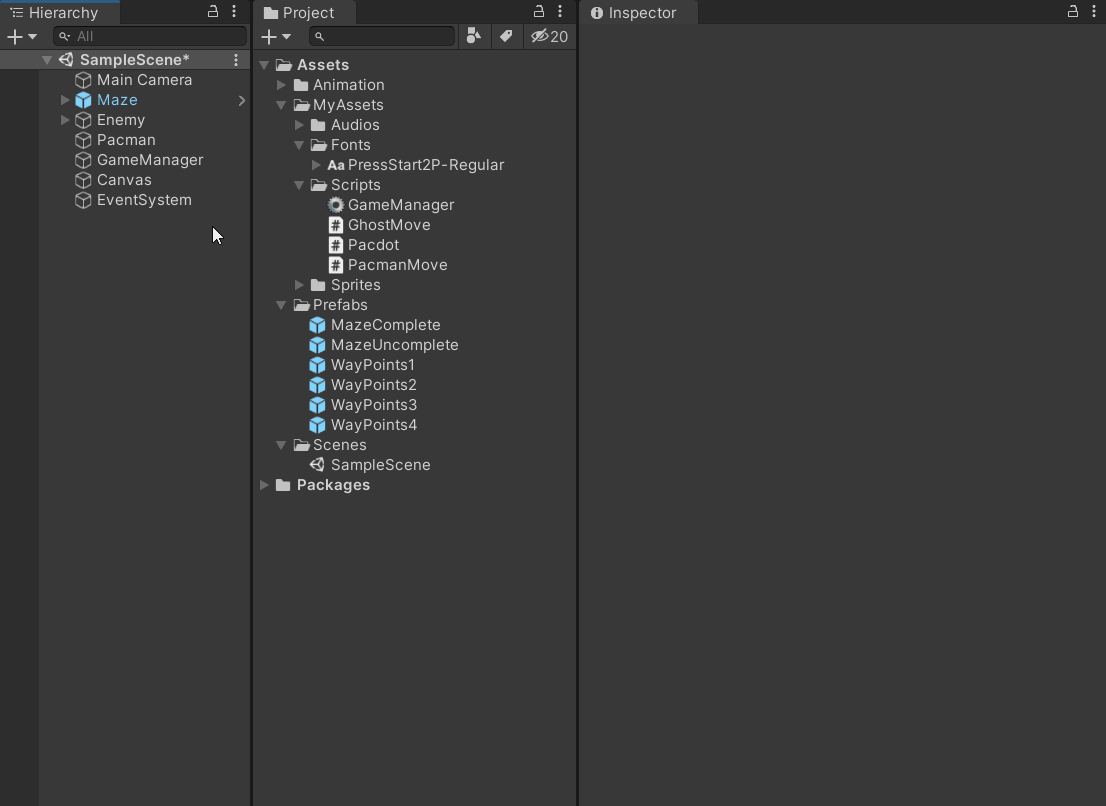 Hierarchy
All
SampleScene*
Main Camera
Maze
Enemy
Pacman
GameManager
Canvas
EventSystem
Project
20
Assets
Animation
MyAssets
Audios
Fonts
Aa PressStart2P-Regular
Scripts
GameManager
# GhostMove
# Pacdot
# PacmanMove
Sprites
Prefabs
MazeComplete
MazeUncomplete
WayPoints1
WayPoints2
WayPoints3
WayPoints4
Scenes
SampleScene
Packages
Inspector